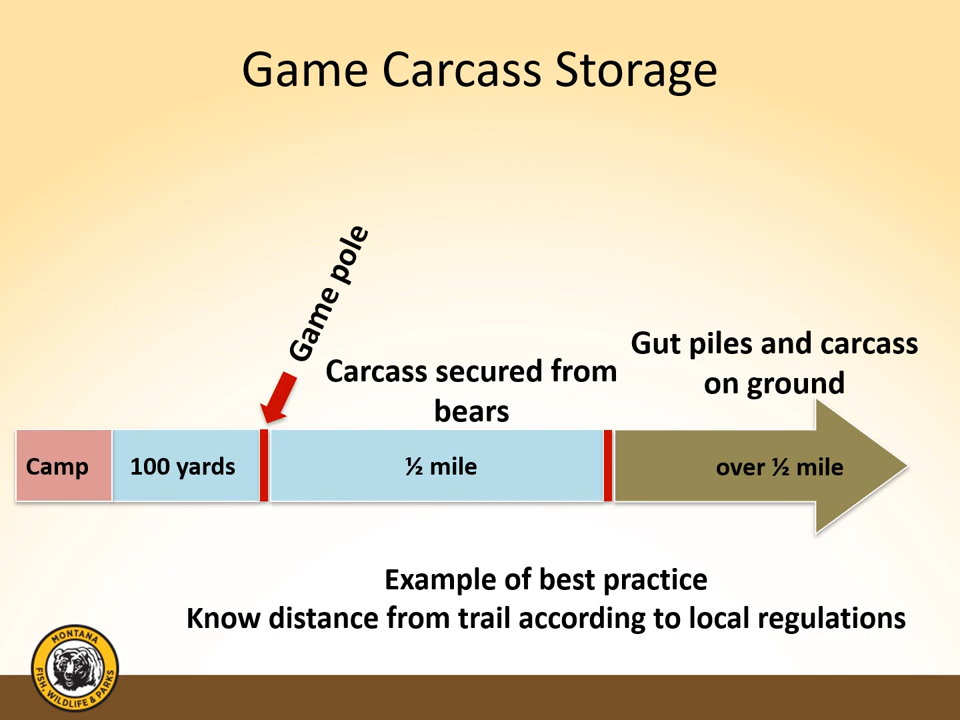 Game Carcass Storage
Game pole
Carcass secured from
bears
Gut piles and carcass
on ground
Camp
100 yards
½ mile
over ½ mile
Example of best practice
Know distance from trail according to local regulations
MONTANA
FISH, WILDLIFE & PARKS